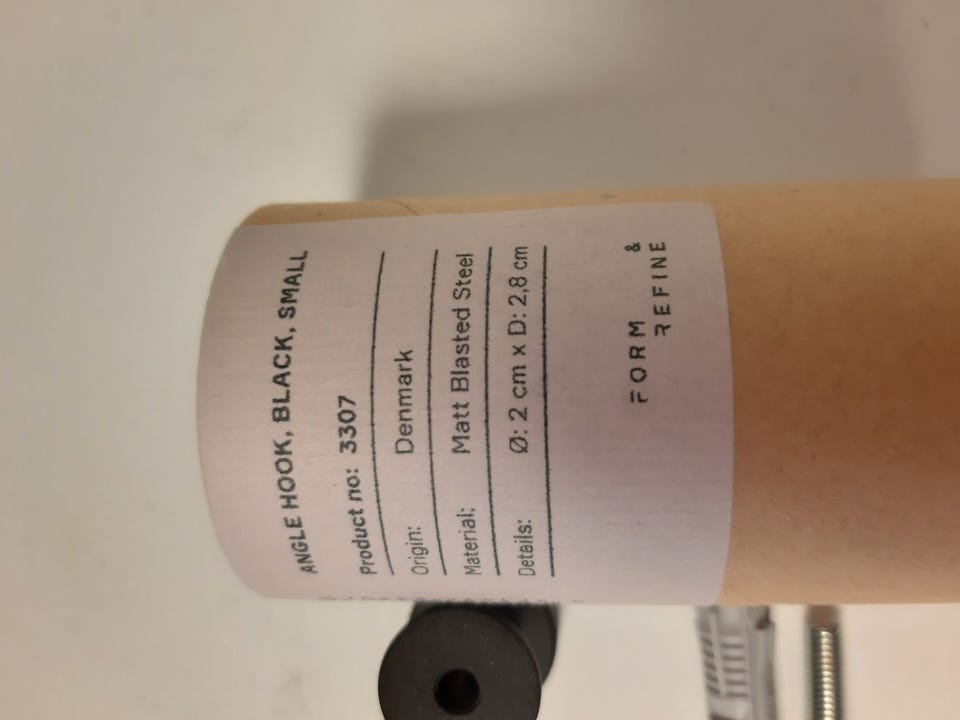 ANGLE HOOK, BLACK, SMALL
Product no: 3307
Origin: Denmark
Material: Matt Blasted Steel
Details: Ø: 2 cm x D: 2,8 cm
FORM &
REFINE